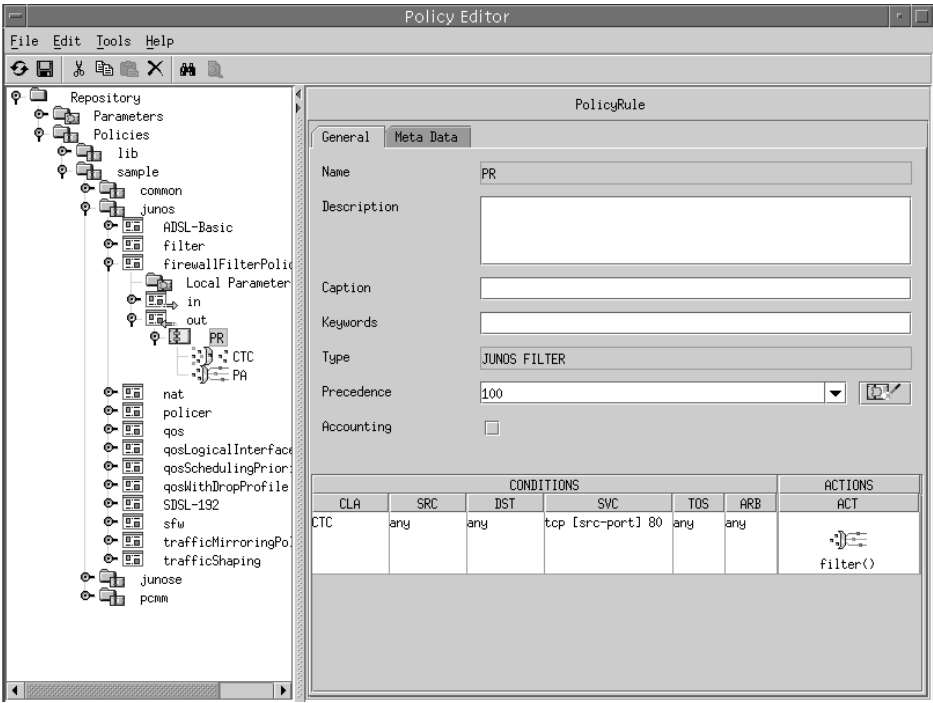 Policy Editor
File Edit Tools Help
Repository
Parameters
Policies
lib
sample
common
junos
ADSL-Basic
filter
firewallFilterPoli
Local Parameter
in
out
PR
CTC
PA
nat
policer
qos
qosLogicalInterface
qosSchedulingPrior
qosWithDropProfile
SDSL-192
sfw
trafficMirroringPo
trafficShaping
junose
pcmm
PolicyRule
General Meta Data
Name PR
Description
Caption
Keywords
Type JUNOS FILTER
Precedence 100
Accounting
CONDITIONS ACTIONS
CLA SRC DST SVC TOS ARB ACT
CTC any any tcp [src-port] 80 any any
filter()